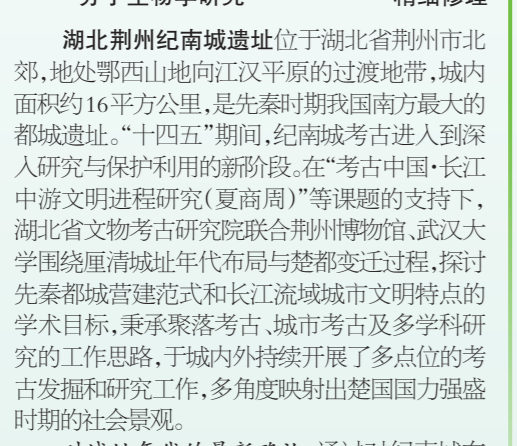 湖北荆州纪南城遗址位于湖北省荆州市北
郊,地处鄂西山地向江汉平原的过渡地带,城内
面积约16平方公里,是先秦时期我国南方最大的
都城遗址。“十四五”期间,纪南城考古进入到深
入研究与保护利用的新阶段。在“考古中国·长江
中游文明进程研究(夏商周)”等课题的支持下,
湖北省文物考古研究院联合荆州博物馆、武汉大
学围绕厘清城址年代布局与楚都变迁过程,探讨
先秦都城营建范式和长江流域城市文明特点的
学术目标,秉承聚落考古、城市考古及多学科研
究的工作思路,于城内外持续开展了多点位的考
古发掘和研究工作,多角度映射出楚国国力强盛
时期的社会景观。